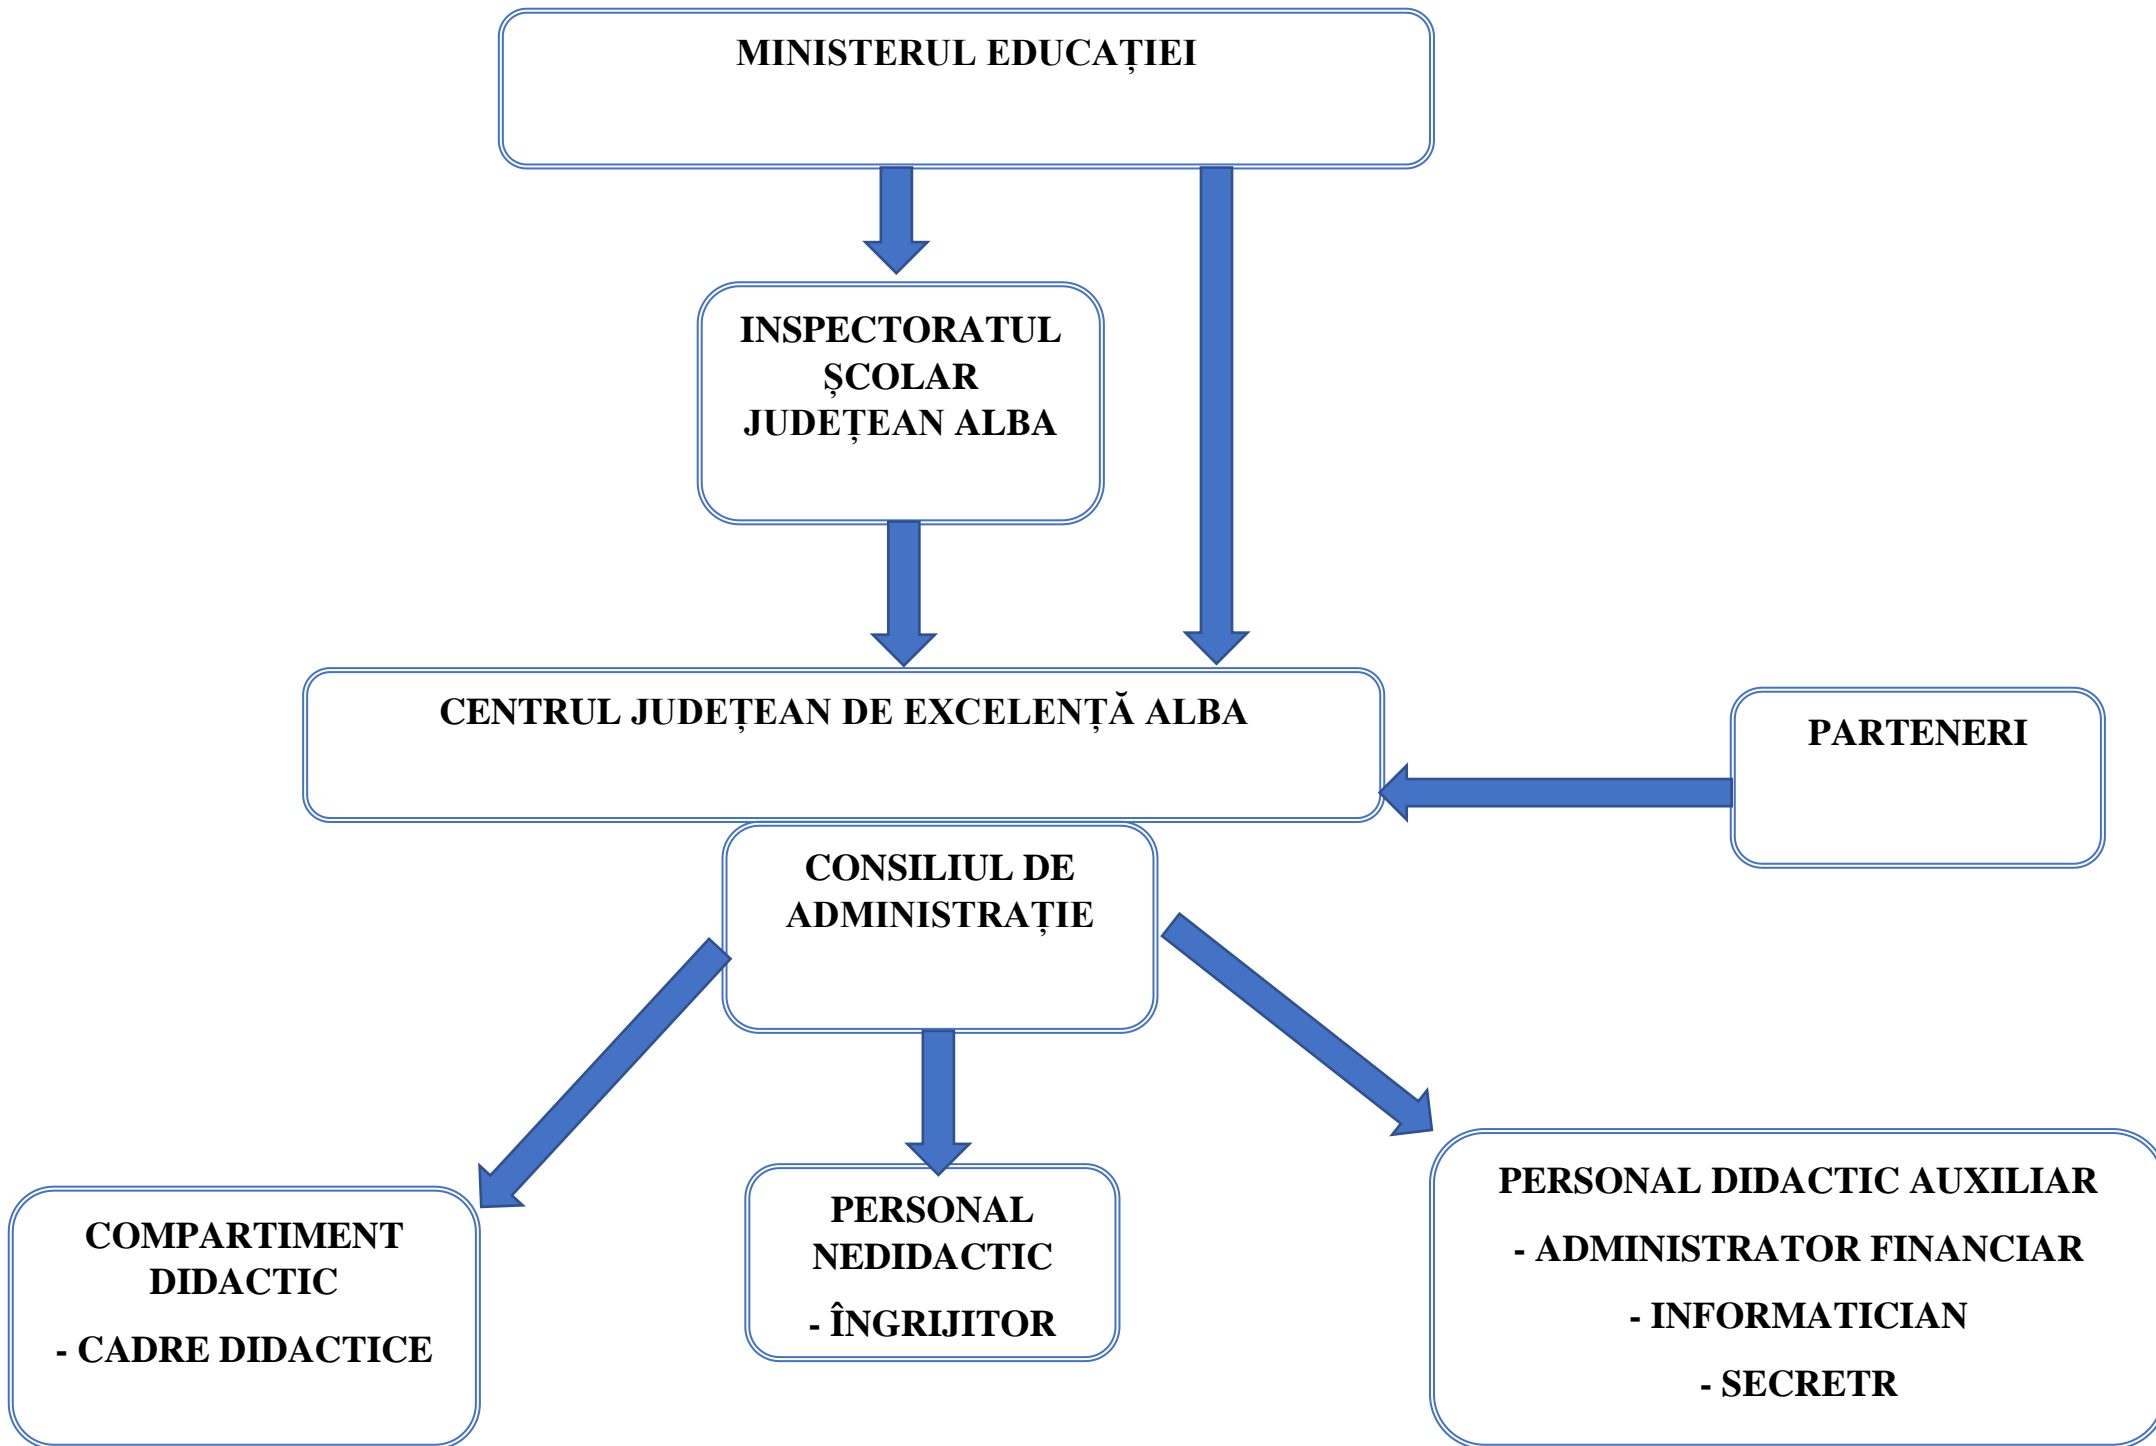 MINISTERUL EDUCAȚIEI
INSPECTORATUL
ȘCOLAR
JUDEȚEAN ALBA
CENTRUL JUDEȚEAN DE EXCELENȚĂ ALBA
PARTENERI
CONSILIUL DE
ADMINISTRAȚIE
COMPARTIMENT
DIDACTIC
- CADRE DIDACTICE
PERSONAL
NEDIDACTIC
- ÎNGRIJITOR
PERSONAL DIDACTIC AUXILIAR
- ADMINISTRATOR FINANCIAR
- INFORMATICIAN
- SECRETR